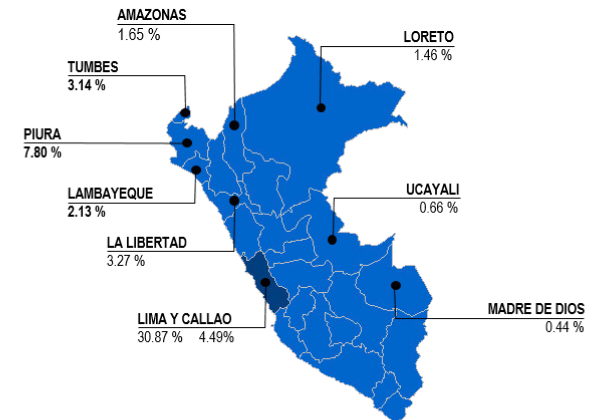 AMAZONAS
1.65 %
LORETO
1.46 %
TUMBES
3.14 %
PIURA
7.80 %
LAMBAYEQUE
2.13 %
UCAYALI
0.66 %
LA LIBERTAD
3.27 %
LIMA Y CALLAO
30.87 % 4.49%
MADRE DE DIOS
0.44 %